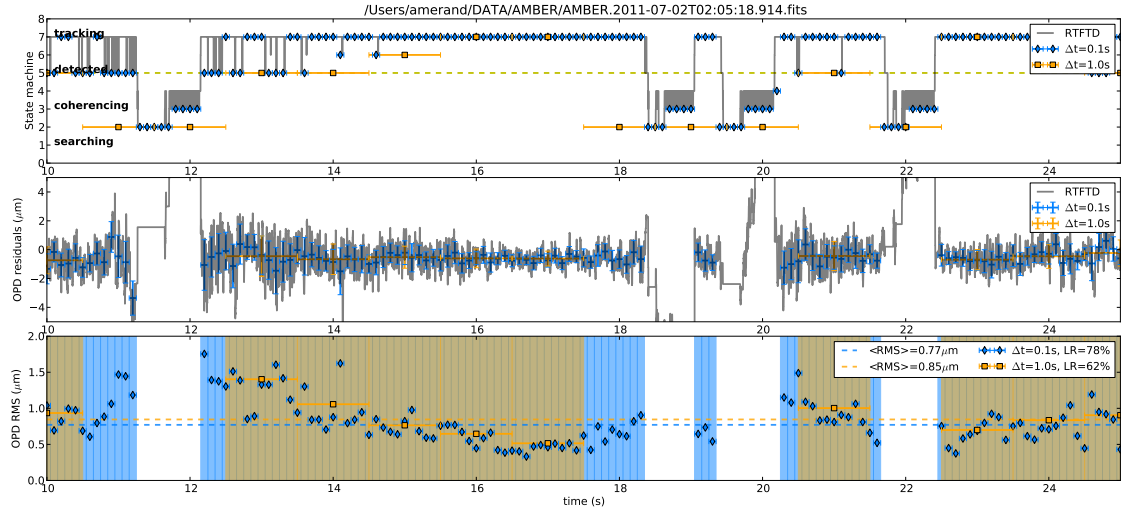 /Users/amerand/DATA/AMBER/AMBER.2011-07-02T02:05:18.914.fits
State machine
8
7
6
5
4
3
2
1
0
tracking
detected
coherencing
searching
RTFTD
Δt=0.1s
Δt=1.0s
10 12 14 16 18 20 22 24
OPD residuals (μm)
4
2
0
−2
−4
RTFTD
Δt=0.1s
Δt=1.0s
10 12 14 16 18 20 22 24
OPD RMS (μm)
2.0
1.5
1.0
0.5
0.0
<RMS>=0.77μm Δt=0.1s, LR=78%
<RMS>=0.85μm Δt=1.0s, LR=62%
10 12 14 16 18 20 22 24
time (s)